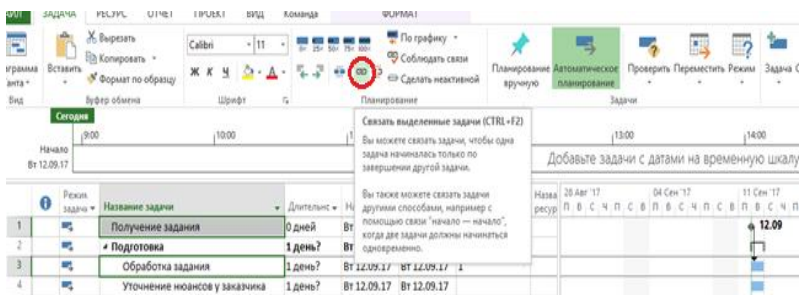 ЗАДАЧА РЕСУРС ОТЧЕТ ПРОЕКТ ВИД Команда ФОРМАТ
Вырезать
Копировать
Формат по образцу
Вставить
Calibri 11
Ж К Ч
По графику
Соблюдать связи
Сделать неактивной
Планирование вручную
Автоматическое планирование
Проверить Переместить Режим Задача
Вид Буфер обмена Шрифт Планирование Задачи
Связать выделенные задачи (CTRL+F2)
Вы можете связать задачи, чтобы одна
задача начиналась только по
завершении другой задачи.
Вы также можете связать задачи
другими способами, например с
помощью связи "начало — начало",
когда две задачи должны начинаться
одновременно.
Сегодня
9:00 10:00 13:00 14:00
Начало
Вт 12.09.17
Добавьте задачи с датами на временную шкалу
Режим задачи Название задачи
28 Авг '17 04 Сен '17 11 Сен '17
П В С Ч П С В П В С Ч П С В П В С Ч П
1 Получение задания 0 дней Вт 12.09
2 Подготовка 1 день? Вт
3 Обработка задания 1 день? Вт 12.09.17 Вт 12.09.17 1
4 Уточнение нюансов у заказчика 1 день? Вт 12.09.17 Вт 12.09.17